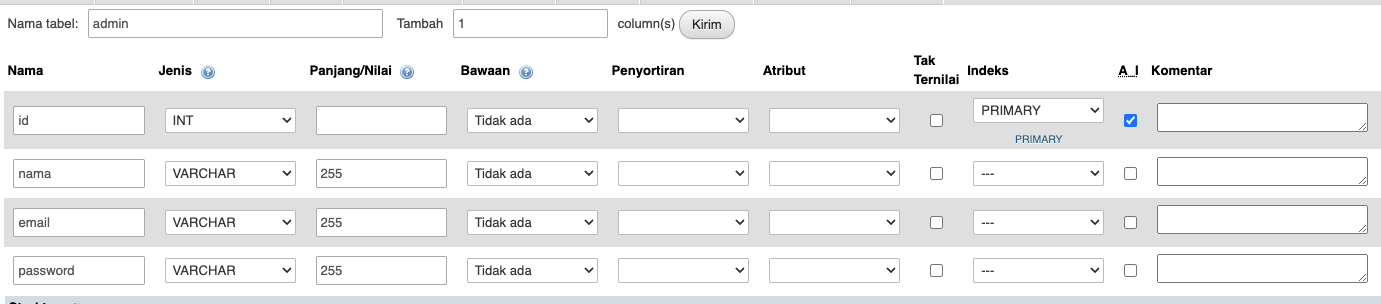 Nama tabel: admin Tambah 1 column(s) Kirim
Nama Jenis Panjang/Nilai Bawaan Penyortiran Atribut Tak Ternilai Indeks A_I Komentar
id INT Tidak ada PRIMARY
PRIMARY
nama VARCHAR 255 Tidak ada ---
email VARCHAR 255 Tidak ada ---
password VARCHAR 255 Tidak ada ---